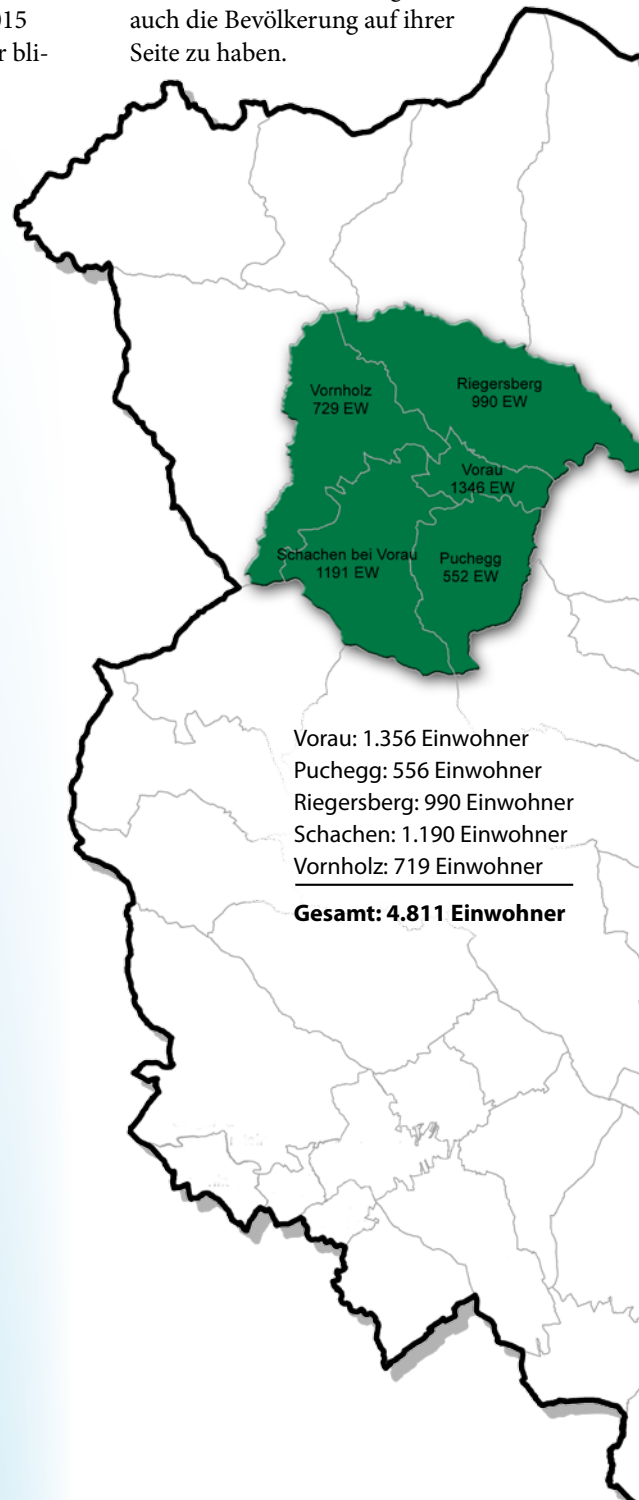 015
r bli-
auch die Bevölkerung auf ihrer
Seite zu haben.
Vornholz
729 EW
Riegersberg
990 EW
Vorau
1346 EW
Schachen bei Vorau
1191 EW
Puchegg
552 EW
Vorau: 1.356 Einwohner
Puchegg: 556 Einwohner
Riegersberg: 990 Einwohner
Schachen: 1.190 Einwohner
Vornholz: 719 Einwohner
Gesamt: 4.811 Einwohner